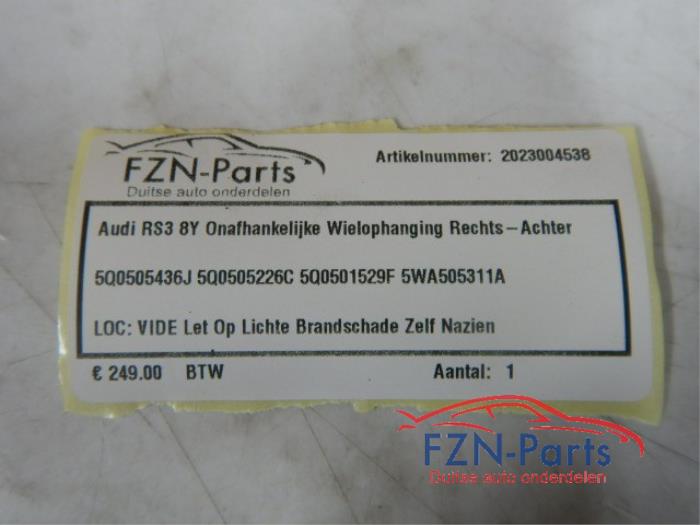 FZN-Parts
Duitse auto onderdelen
Artikelnummer: 2023004538
Audi RS3 8Y Onafhankelijke Wielophanging Rechts-Achter
5Q0505436J 5Q0505226C 5Q0501529F 5WA505311A
LOC: VIDE Let Op Lichte Brandschade Zelf Nazien
€ 249.00 BTW Aantal: 1
FZN-Parts
Duitse auto onderdelen